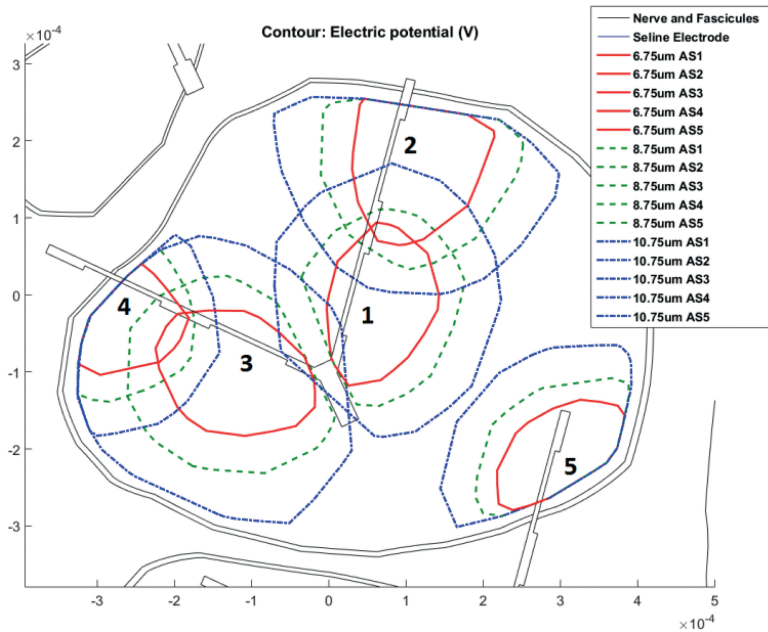 ×10⁻⁴
Contour: Electric potential (V)
Nerve and Fascicules
Seline Electrode
6.75um AS1
6.75um AS2
6.75um AS3
6.75um AS4
6.75um AS5
8.75um AS1
8.75um AS2
8.75um AS3
8.75um AS4
8.75um AS5
10.75um AS1
10.75um AS2
10.75um AS3
10.75um AS4
10.75um AS5
3
2
1
0
-1
-2
-3
2
4
1
3
5
-3 -2 -1 0 1 2 3 4 5
×10⁻⁴